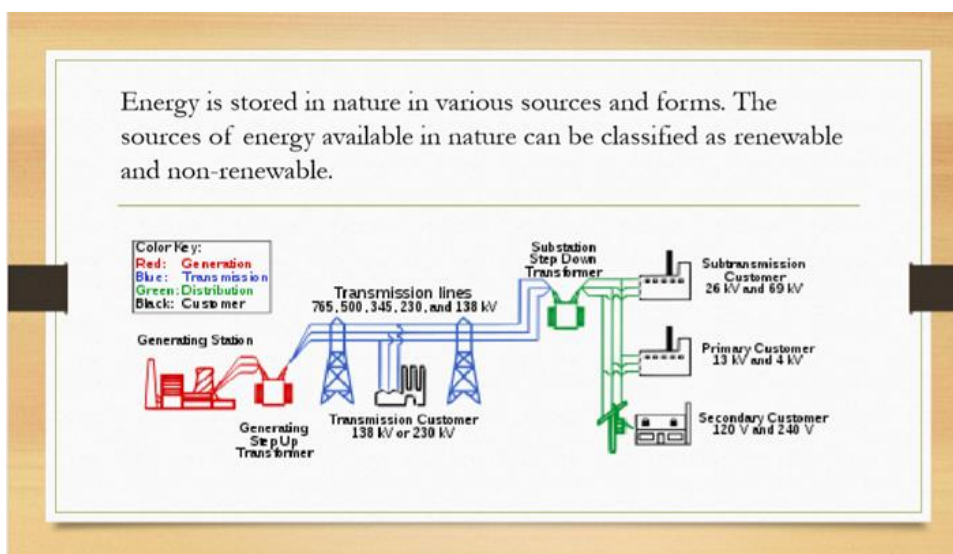 Energy is stored in nature in various sources and forms. The
sources of energy available in nature can be classified as renewable
and non-renewable.
Color Key:
Red: Generation
Blue: Transmission
Green: Distribution
Black: Customer
Generating Station
Generating
Step Up
Transformer
Transmission lines
765, 500, 345, 230, and 138 kV
Transmission Customer
138 kV or 230 kV
Substation
Step Down
Transformer
Subtransmission
Customer
26 kV and 69 kV
Primary Customer
13 kV and 4 kV
Secondary Customer
120 V and 240 V